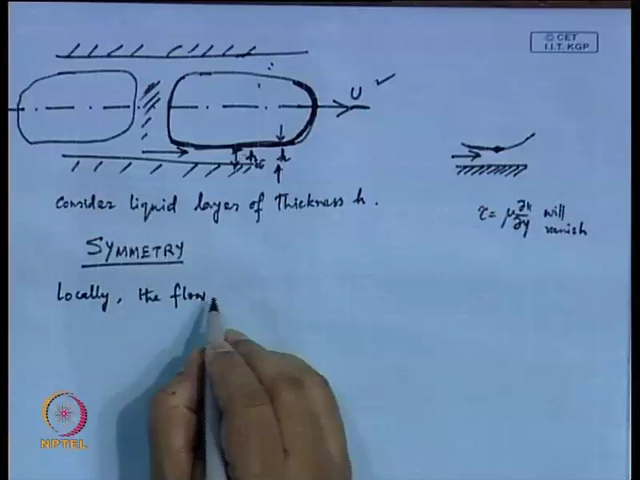 © CET
I.I.T. KGP
U ✓
h
Consider liquid layer of Thickness h.
τ = μ ∂u/∂y will
vanish
SYMMETRY
Locally, the flow
NPTEL